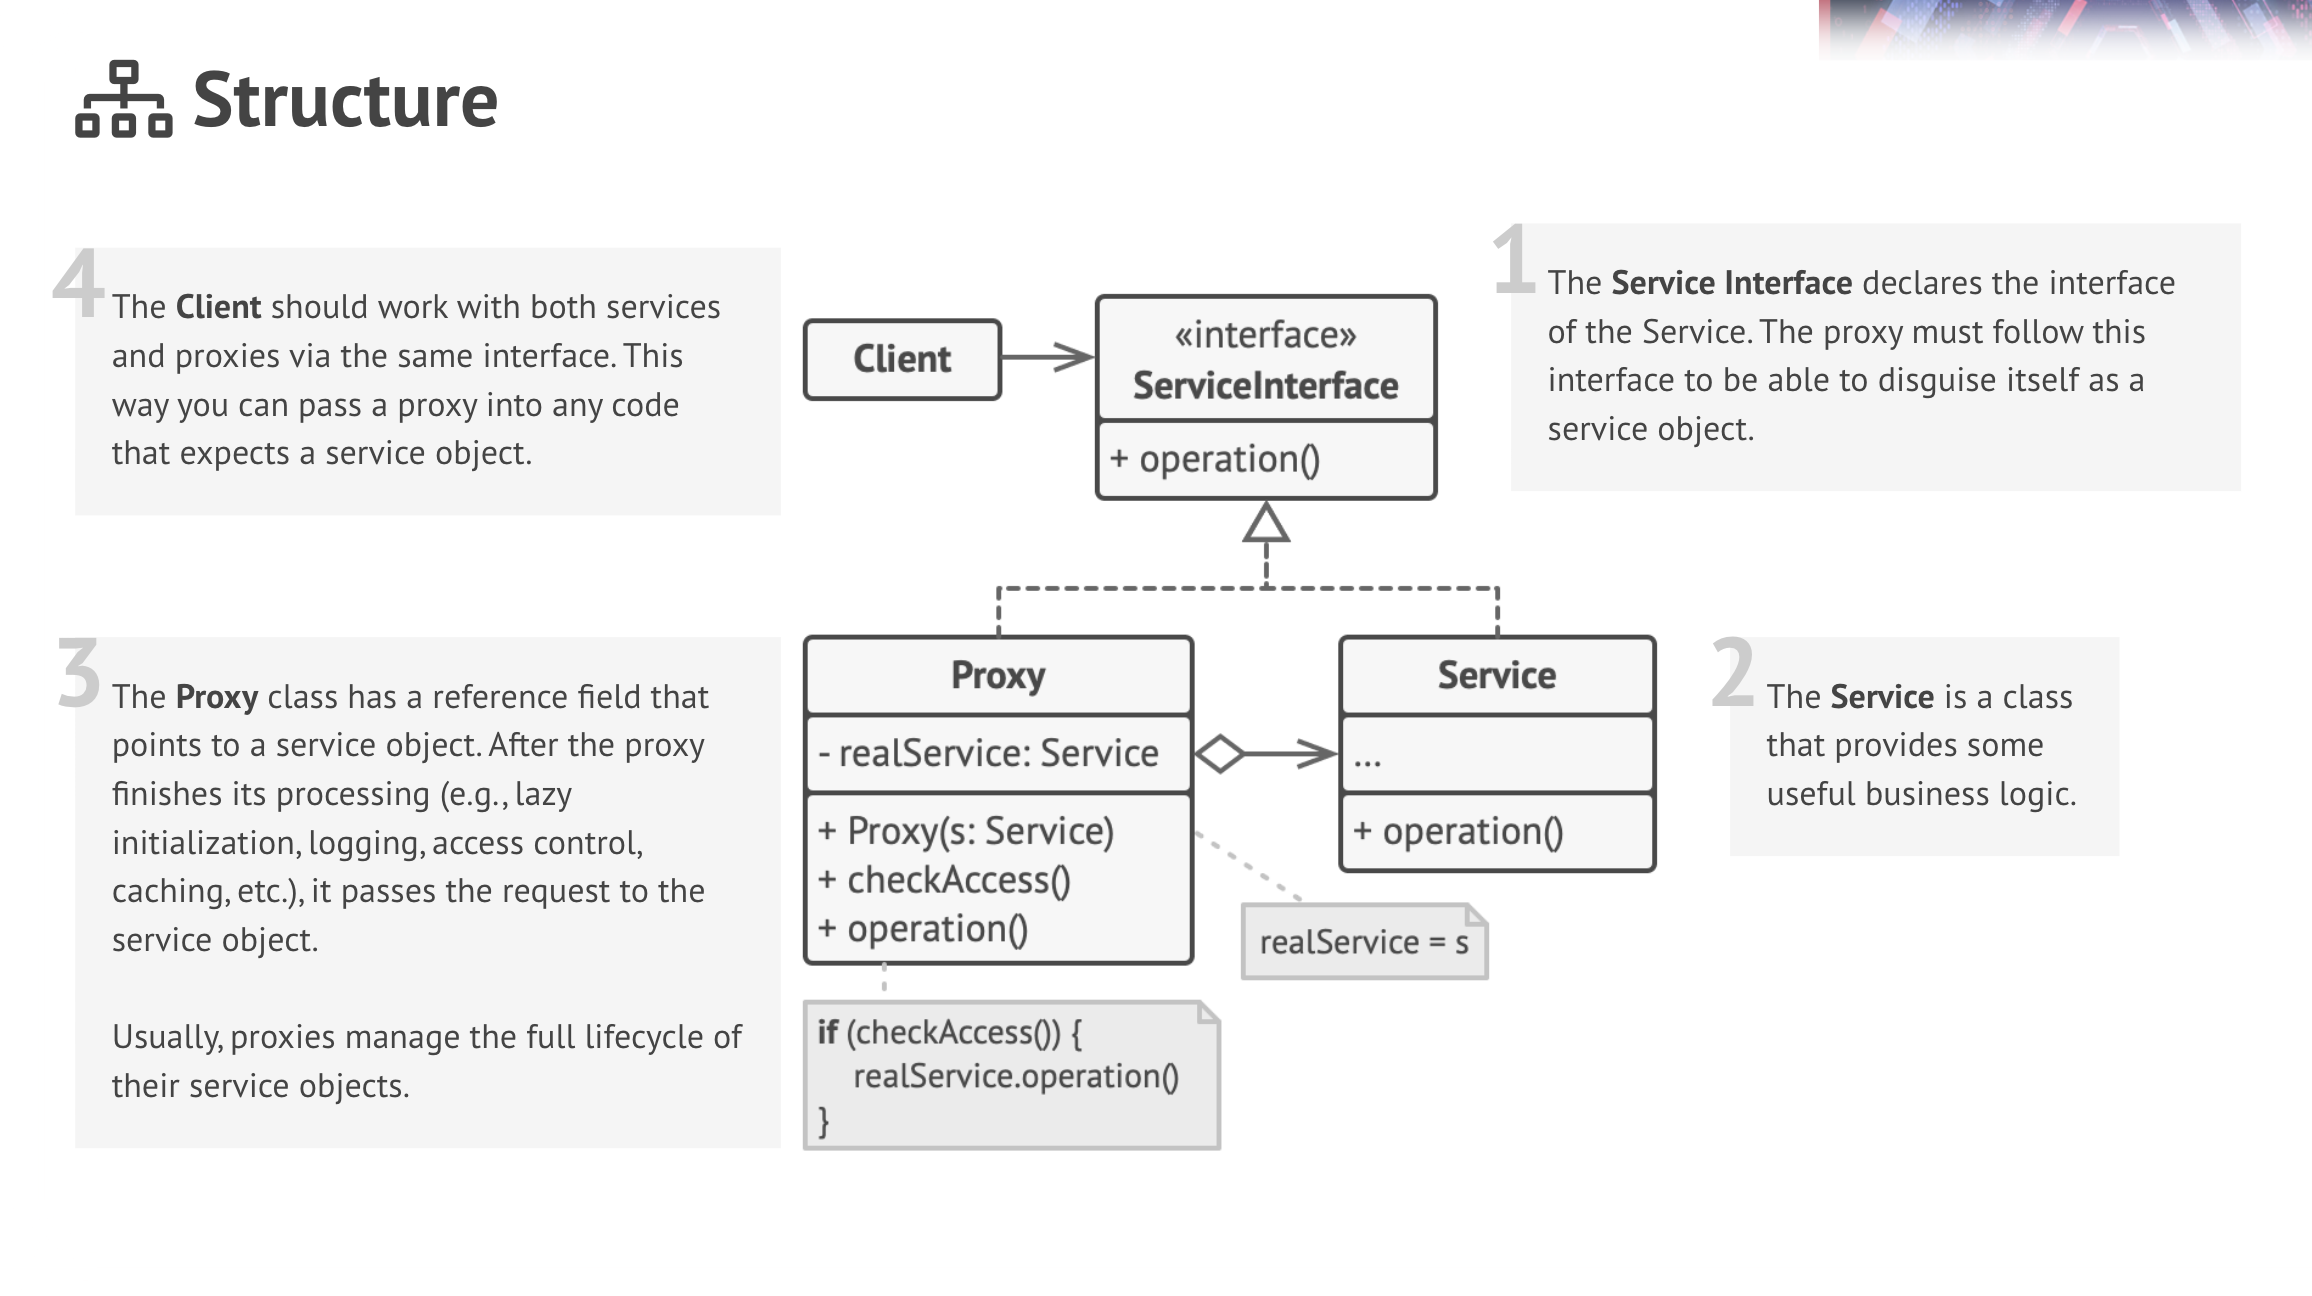 Structure
4
The Client should work with both services
and proxies via the same interface. This
way you can pass a proxy into any code
that expects a service object.
Client
«interface»
ServiceInterface
+ operation()
1
The Service Interface declares the interface
of the Service. The proxy must follow this
interface to be able to disguise itself as a
service object.
3
The Proxy class has a reference field that
points to a service object. After the proxy
finishes its processing (e.g., lazy
initialization, logging, access control,
caching, etc.), it passes the request to the
service object.
Usually, proxies manage the full lifecycle of
their service objects.
Proxy
- realService: Service
+ Proxy(s: Service)
+ checkAccess()
+ operation()
Service
...
+ operation()
2
The Service is a class
that provides some
useful business logic.
realService = s
if (checkAccess()) {
realService.operation()
}